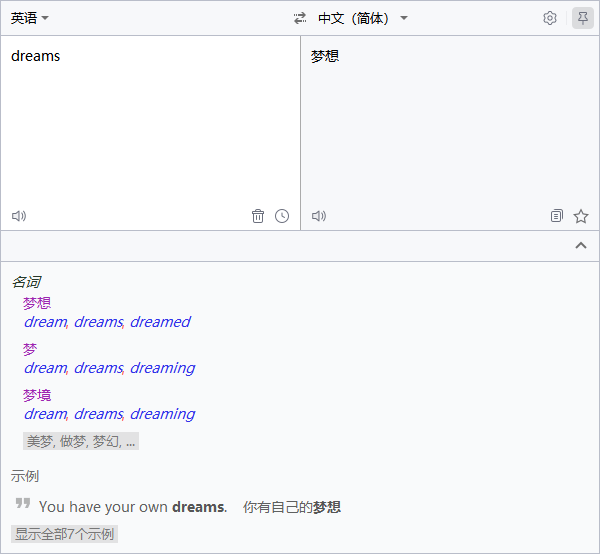 英语 中文（简体）
dreams 梦想
名词
梦想
dream, dreams, dreamed
梦
dream, dreams, dreaming
梦境
dream, dreams, dreaming
美梦, 做梦, 梦幻, ...
示例
You have your own dreams. 你有自己的梦想
显示全部7个示例